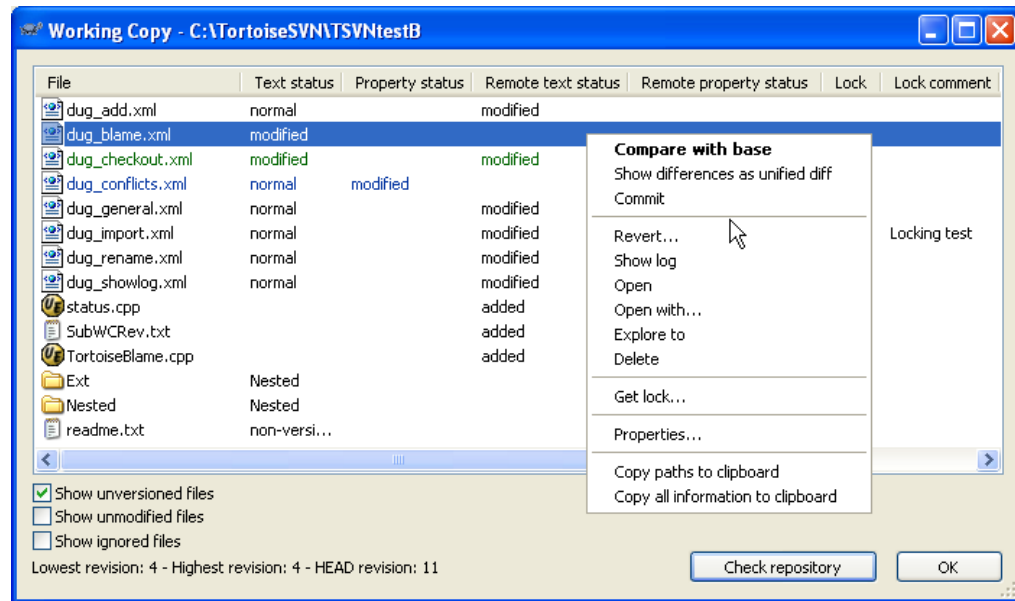 Working Copy - C:\TortoiseSVN\TSVNtestB
File Text status Property status Remote text status Remote property status Lock Lock comment
dug_add.xml normal modified
dug_blame.xml modified
dug_checkout.xml modified modified
dug_conflicts.xml normal modified
dug_general.xml normal modified
dug_import.xml normal modified Locking test
dug_rename.xml normal modified
dug_showlog.xml normal modified
status.cpp added
SubWCRev.txt added
TortoiseBlame.cpp added
Ext Nested
Nested Nested
readme.txt non-versi...
Compare with base
Show differences as unified diff
Commit
Revert...
Show log
Open
Open with...
Explore to
Delete
Get lock...
Properties...
Copy paths to clipboard
Copy all information to clipboard
Show unversioned files
Show unmodified files
Show ignored files
Lowest revision: 4 - Highest revision: 4 - HEAD revision: 11
Check repository OK